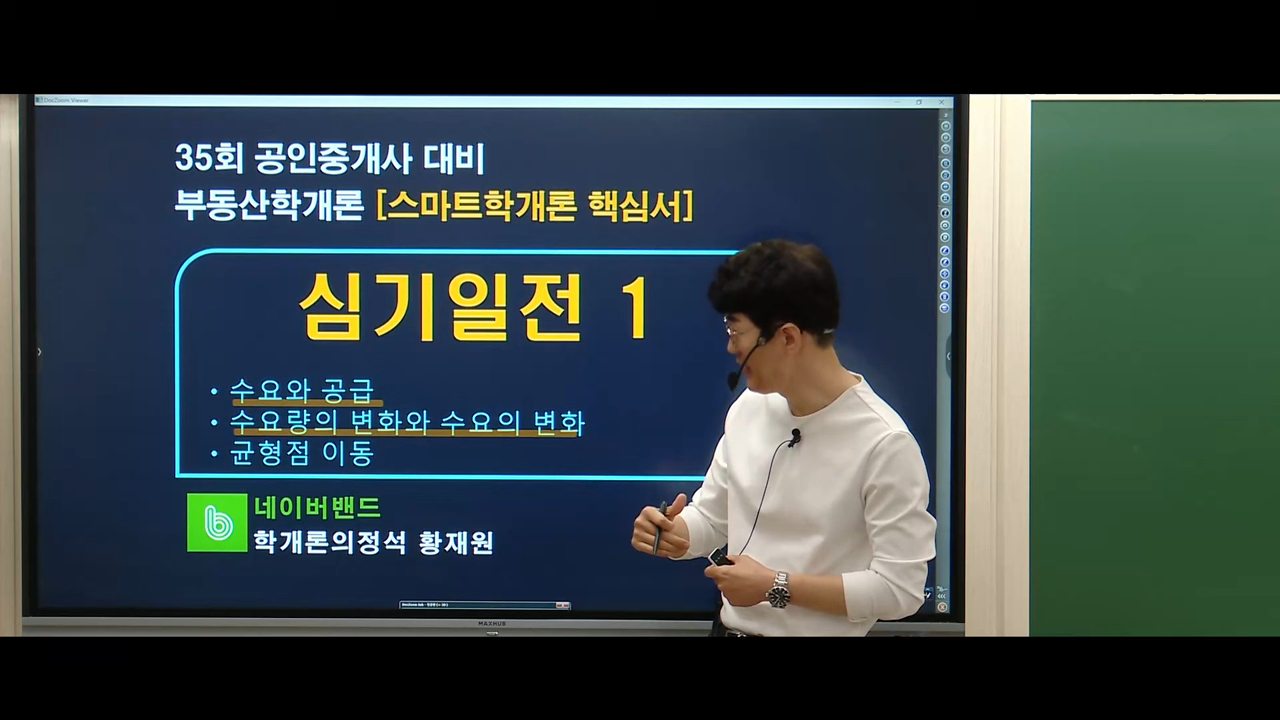 DocZoom Viewer
35회 공인중개사 대비
부동산학개론 [스마트학개론 핵심서]
심기일전 1
• 수요와 공급
• 수요량의 변화와 수요의 변화
• 균형점 이동
네이버밴드
학개론의정석 황재원
MAXHUB